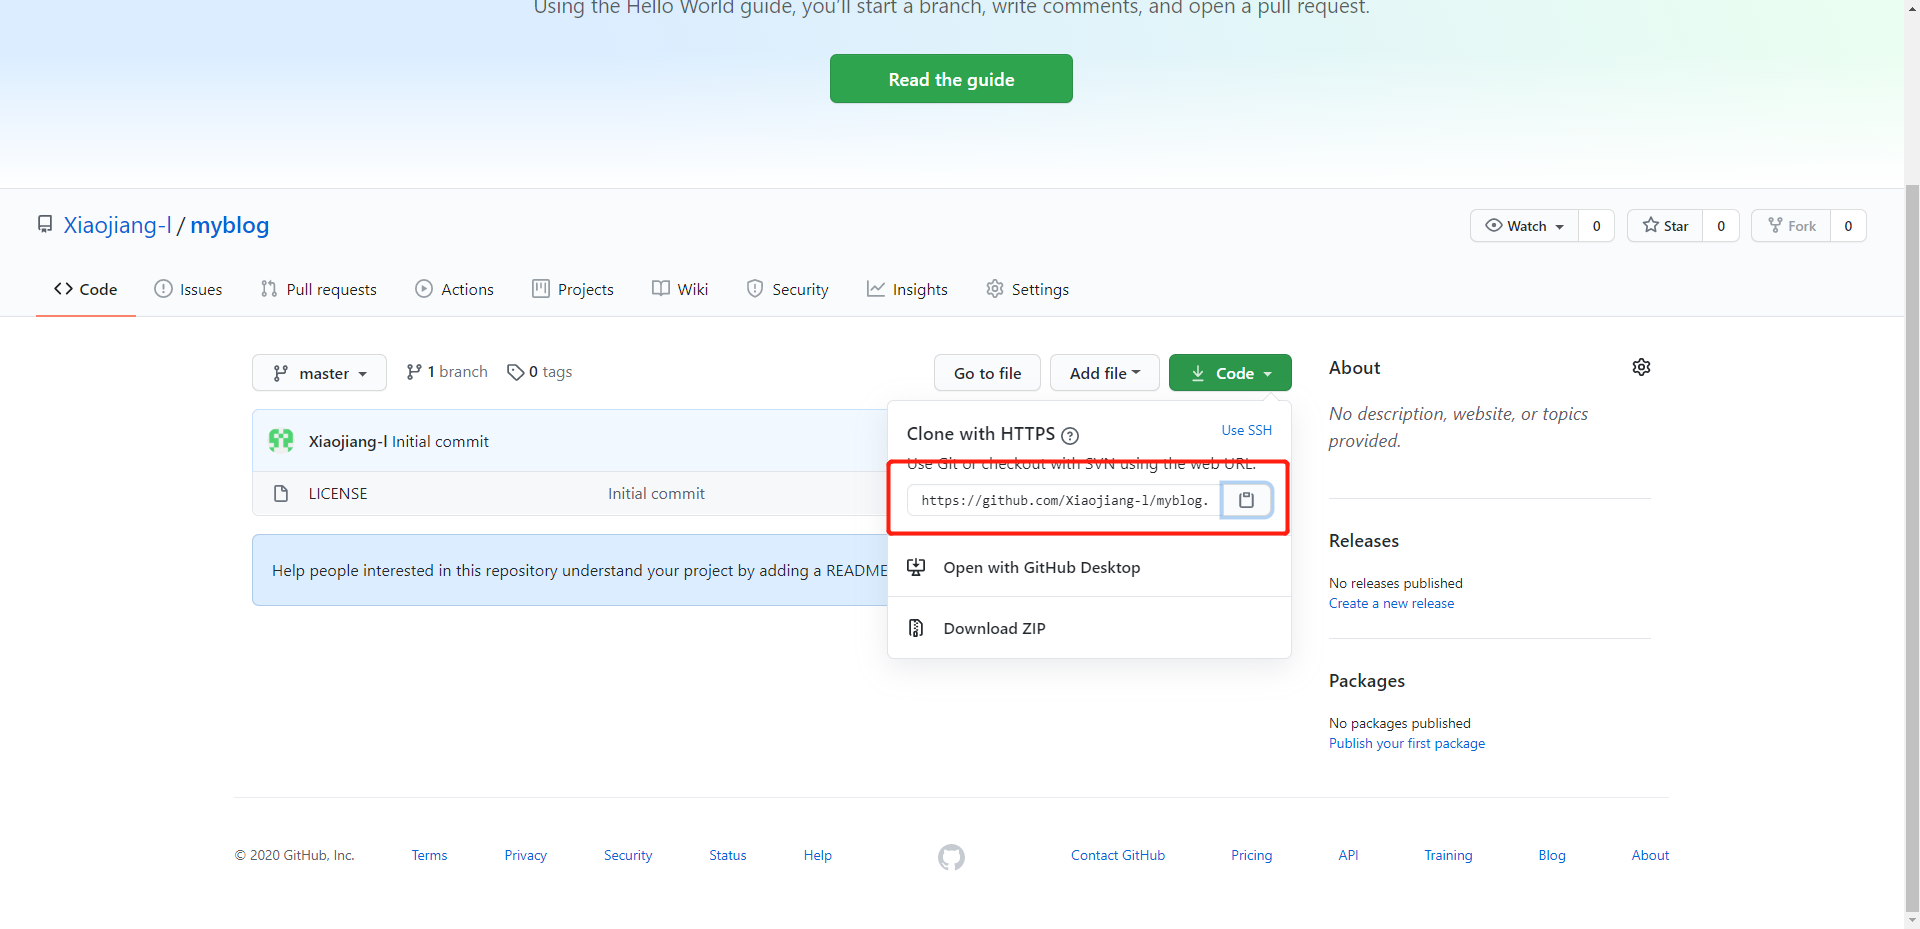 Using the Hello World guide, you’ll start a branch, write comments, and open a pull request.
Read the guide
Xiaojiang-l / myblog
Watch 0 Star 0 Fork 0
Code Issues Pull requests Actions Projects Wiki Security Insights Settings
master 1 branch 0 tags Go to file Add file Code
Xiaojiang-l Initial commit
LICENSE Initial commit
Help people interested in this repository understand your project by adding a README
Clone with HTTPS Use SSH
Use Git or checkout with SVN using the web URL.
https://github.com/Xiaojiang-l/myblog.
Open with GitHub Desktop
Download ZIP
About
No description, website, or topics
provided.
Releases
No releases published
Create a new release
Packages
No packages published
Publish your first package
© 2020 GitHub, Inc. Terms Privacy Security Status Help Contact GitHub Pricing API Training Blog About